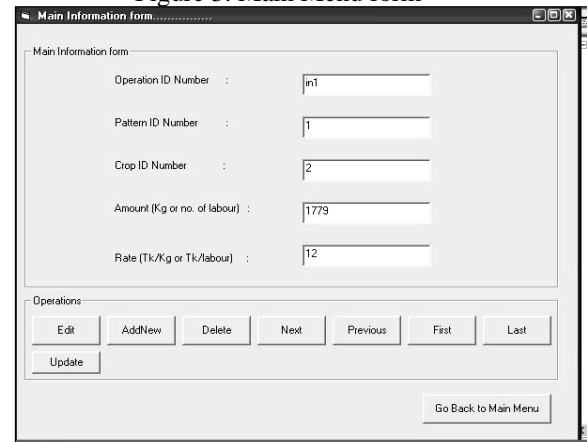 Figure 3: Main Menu form
Main Information form...............
Main Information form
Operation ID Number : in1
Pattern ID Number : 1
Crop ID Number : 2
Amount (Kg or no. of labour) : 1779
Rate (Tk/Kg or Tk/labour) : 12
Operations
Edit AddNew Delete Next Previous First Last
Update
Go Back to Main Menu